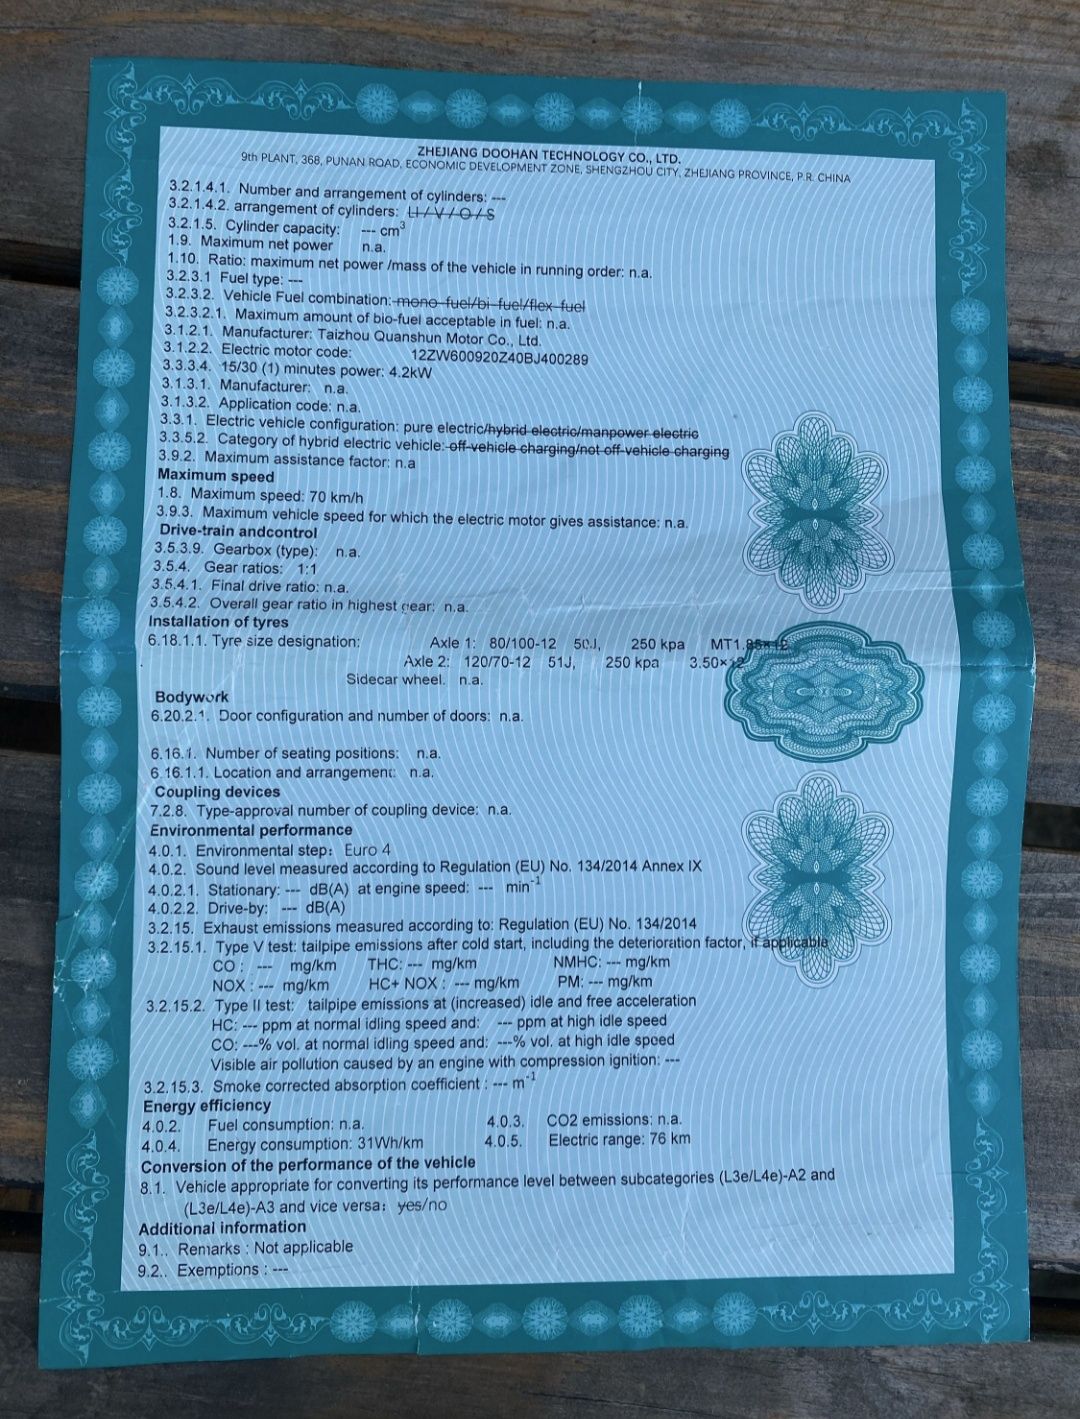 ZHEJIANG DOOHAN TECHNOLOGY CO., LTD.
9th PLANT, 368, PUNAN ROAD, ECONOMIC DEVELOPMENT ZONE, SHENGZHOU CITY, ZHEJIANG PROVINCE, P.R. CHINA
3.2.1.4.1. Number and arrangement of cylinders: ---
3.2.1.4.2. arrangement of cylinders: LI/V/O/S
3.2.1.5. Cylinder capacity: --- cm³
1.9. Maximum net power n.a.
1.10. Ratio: maximum net power /mass of the vehicle in running order: n.a.
3.2.3.1 Fuel type: ---
3.2.3.2. Vehicle Fuel combination: mono-fuel/bi-fuel/flex-fuel
3.2.3.2.1. Maximum amount of bio-fuel acceptable in fuel: n.a.
3.1.2.1. Manufacturer: Taizhou Quanshun Motor Co., Ltd.
3.1.2.2. Electric motor code: 12ZW600920Z40BJ400289
3.3.3.4. 15/30 (1) minutes power: 4.2kW
3.1.3.1. Manufacturer: n.a.
3.1.3.2. Application code: n.a.
3.3.1. Electric vehicle configuration: pure electric/hybrid electric/manpower electric
3.3.5.2. Category of hybrid electric vehicle: off-vehicle charging/not off-vehicle charging
3.9.2. Maximum assistance factor: n.a
Maximum speed
1.8. Maximum speed: 70 km/h
3.9.3. Maximum vehicle speed for which the electric motor gives assistance: n.a.
Drive-train andcontrol
3.5.3.9. Gearbox (type): n.a.
3.5.4. Gear ratios: 1:1
3.5.4.1. Final drive ratio: n.a.
3.5.4.2. Overall gear ratio in highest gear: n.a.
Installation of tyres
6.18.1.1. Tyre size designation: Axle 1: 80/100-12 50J, 250 kpa MT1.85×12
Axle 2: 120/70-12 51J, 250 kpa 3.50×12
Sidecar wheel. n.a.
Bodywork
6.20.2.1. Door configuration and number of doors: n.a.
6.16.1. Number of seating positions: n.a.
6.16.1.1. Location and arrangement: n.a.
Coupling devices
7.2.8. Type-approval number of coupling device: n.a.
Environmental performance
4.0.1. Environmental step: Euro 4
4.0.2. Sound level measured according to Regulation (EU) No. 134/2014 Annex IX
4.0.2.1. Stationary: --- dB(A) at engine speed: --- min⁻¹
4.0.2.2. Drive-by: --- dB(A)
3.2.15. Exhaust emissions measured according to: Regulation (EU) No. 134/2014
3.2.15.1. Type V test: tailpipe emissions after cold start, including the deterioration factor, if applicable
CO : --- mg/km THC: --- mg/km NMHC: --- mg/km
NOX : --- mg/km HC+ NOX : --- mg/km PM: --- mg/km
3.2.15.2. Type II test: tailpipe emissions at (increased) idle and free acceleration
HC: --- ppm at normal idling speed and: --- ppm at high idle speed
CO: ---% vol. at normal idling speed and: ---% vol. at high idle speed
Visible air pollution caused by an engine with compression ignition: ---
3.2.15.3. Smoke corrected absorption coefficient : --- m⁻¹
Energy efficiency
4.0.2. Fuel consumption: n.a. 4.0.3. CO2 emissions: n.a.
4.0.4. Energy consumption: 31Wh/km 4.0.5. Electric range: 76 km
Conversion of the performance of the vehicle
8.1. Vehicle appropriate for converting its performance level between subcategories (L3e/L4e)-A2 and
(L3e/L4e)-A3 and vice versa: yes/no
Additional information
9.1.. Remarks : Not applicable
9.2.. Exemptions : ---